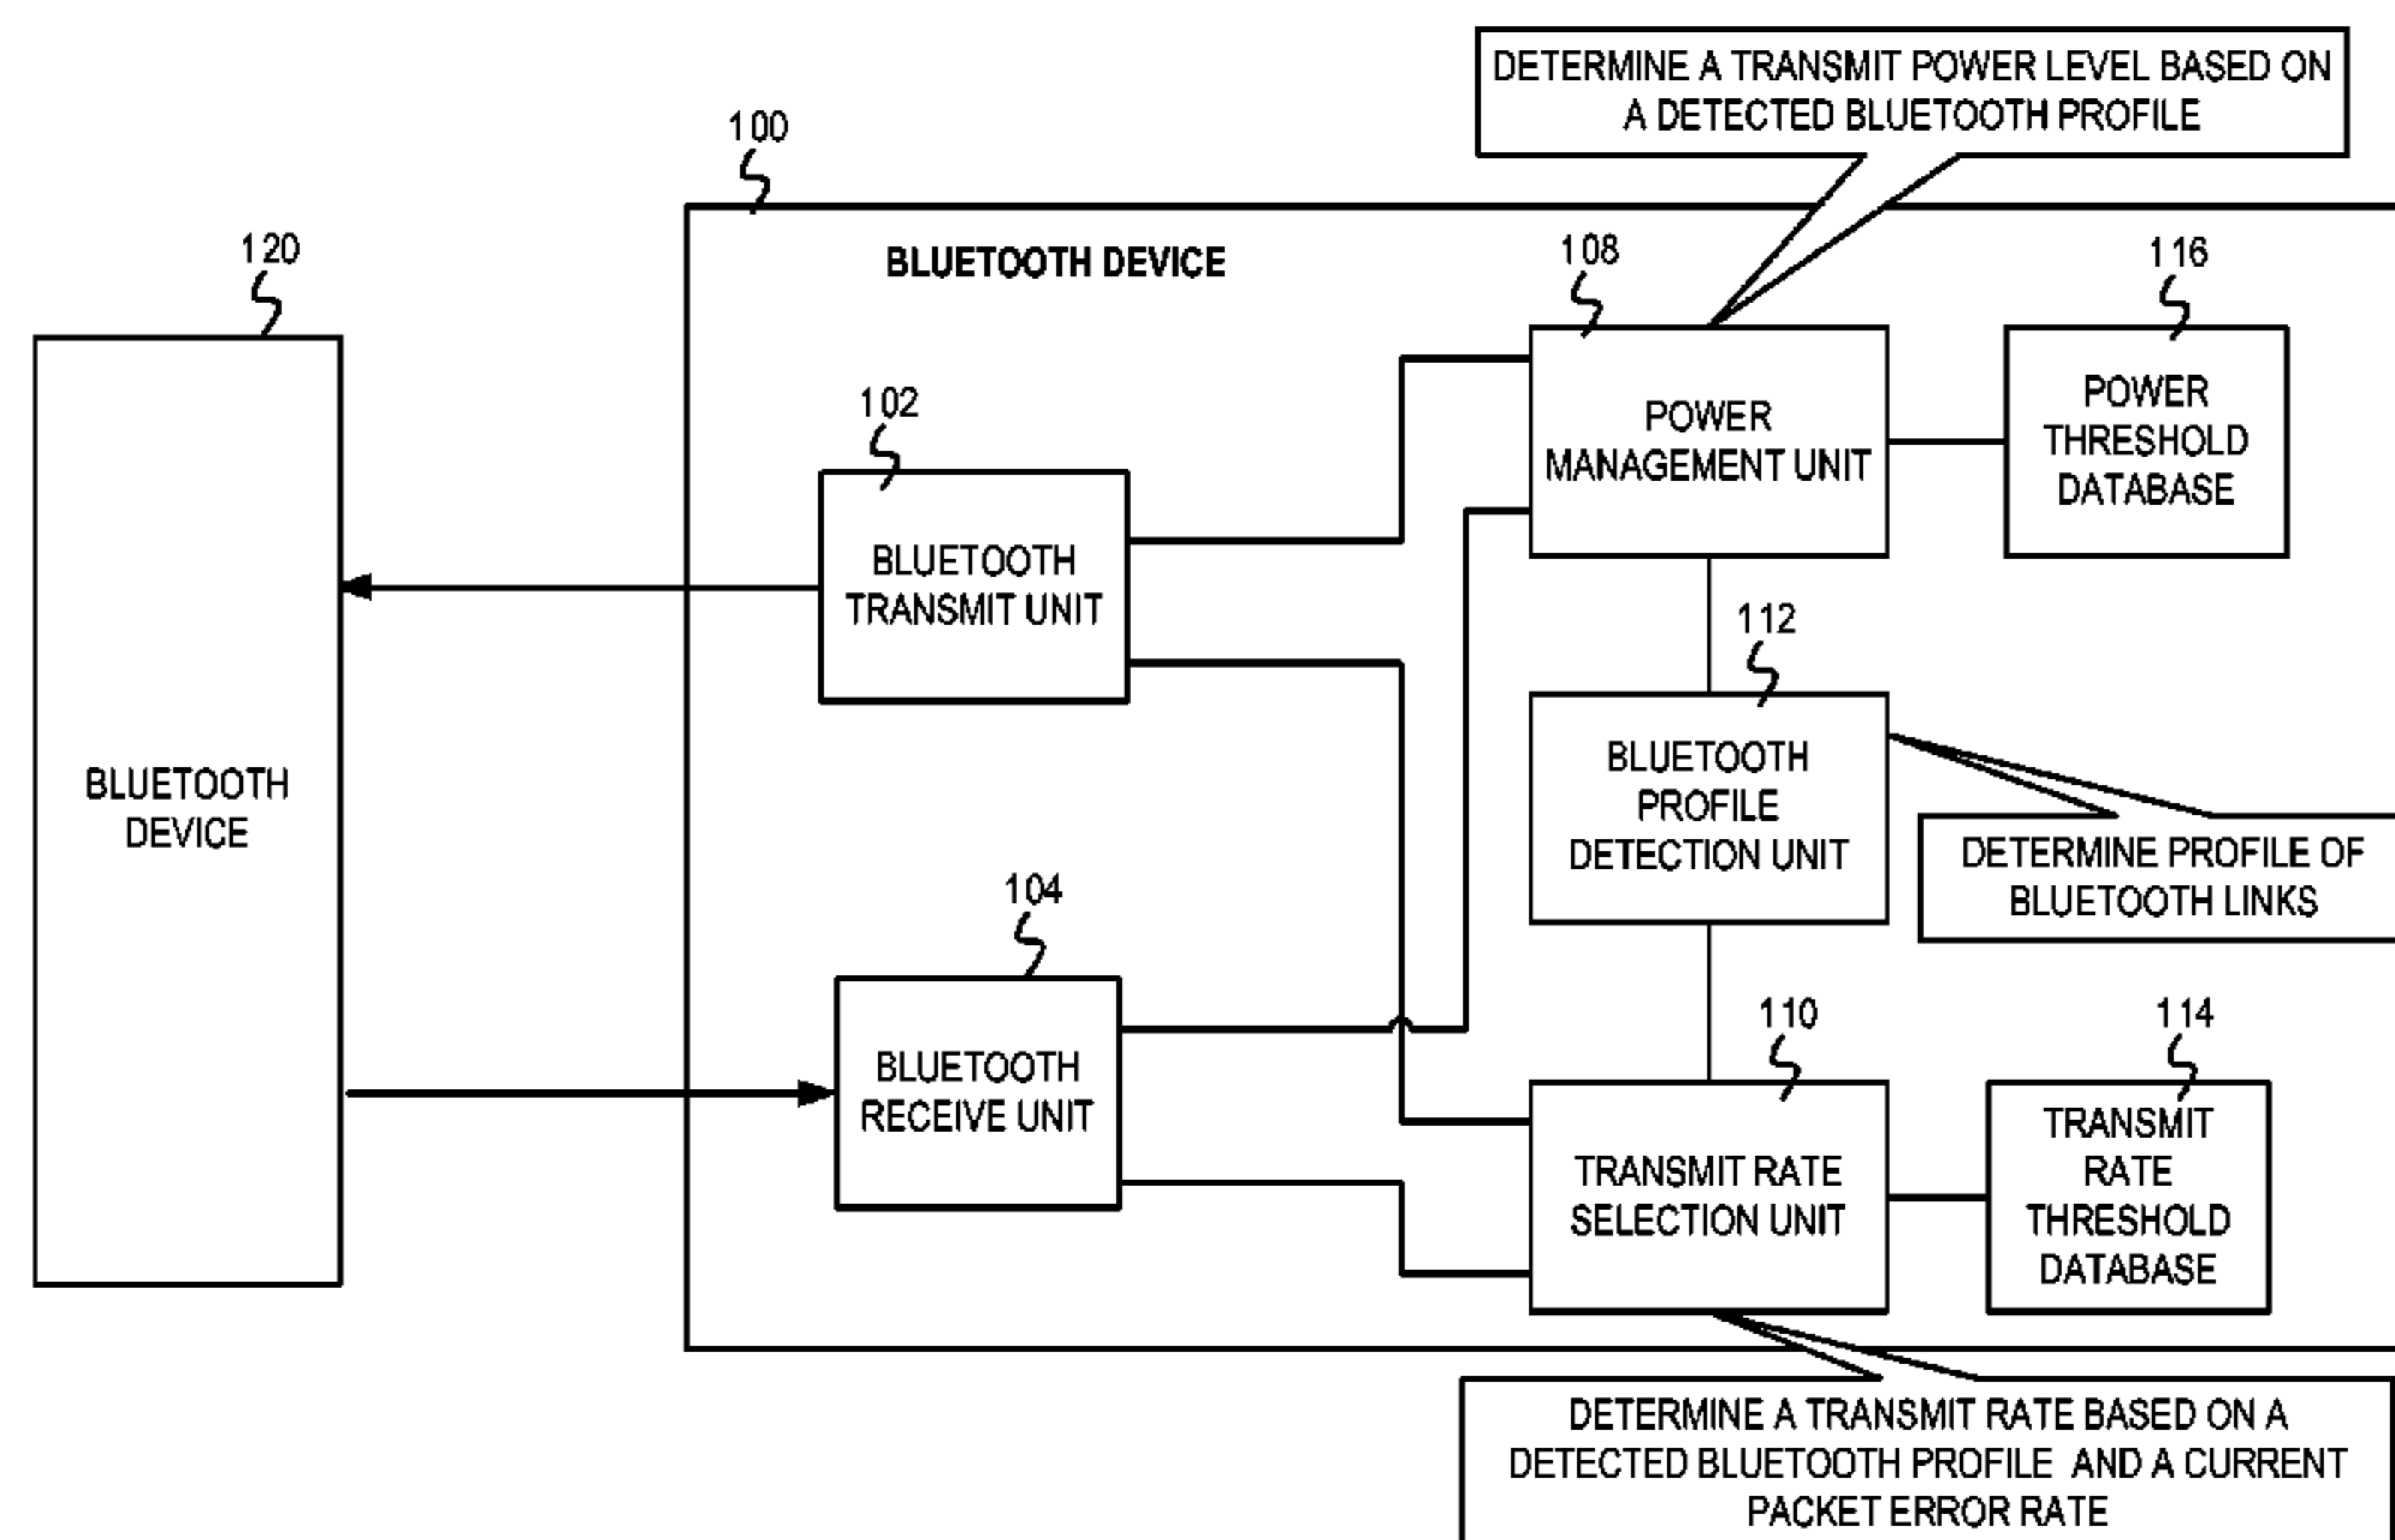 DETERMINE A TRANSMIT POWER LEVEL BASED ON
A DETECTED BLUETOOTH PROFILE
100
120
BLUETOOTH DEVICE
108
116
BLUETOOTH
DEVICE
102
BLUETOOTH
TRANSMIT UNIT
POWER
MANAGEMENT UNIT
POWER
THRESHOLD
DATABASE
112
BLUETOOTH
PROFILE
DETECTION UNIT
DETERMINE PROFILE OF
BLUETOOTH LINKS
104
BLUETOOTH
RECEIVE UNIT
110
TRANSMIT RATE
SELECTION UNIT
114
TRANSMIT
RATE
THRESHOLD
DATABASE
DETERMINE A TRANSMIT RATE BASED ON A
DETECTED BLUETOOTH PROFILE AND A CURRENT
PACKET ERROR RATE